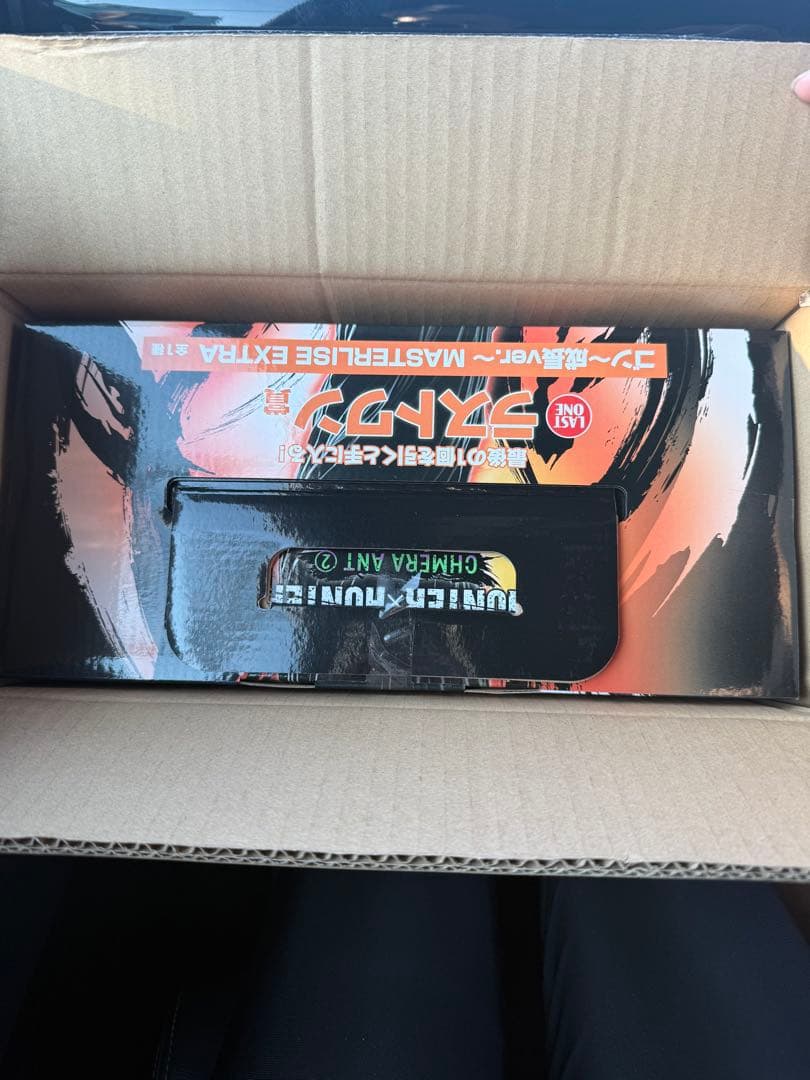 最後の1個を引くと手に入る!
LAST ONE
ラストワン賞
ゴン~成長ver.~ MASTERLISE EXTRA 全1種
HUNTER×HUNTER
CHMERA ANT ②